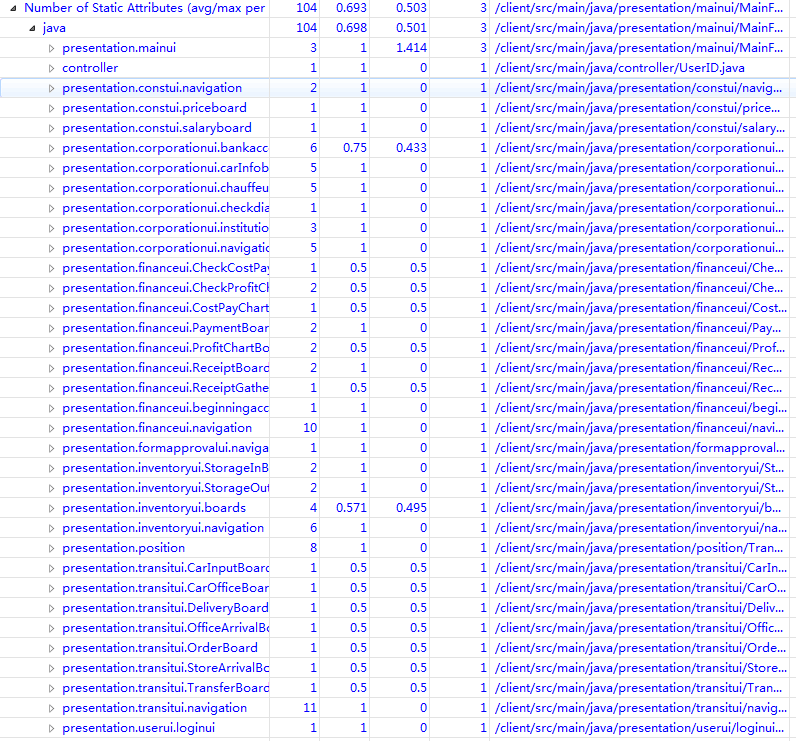 Number of Static Attributes (avg/max per 104 0.693 0.503 3 /client/src/main/java/presentation/mainui/MainF...
java 104 0.698 0.501 3 /client/src/main/java/presentation/mainui/MainF...
presentation.mainui 3 1 1.414 3 /client/src/main/java/presentation/mainui/MainF...
controller 1 1 0 1 /client/src/main/java/controller/UserID.java
presentation.constui.navigation 2 1 0 1 /client/src/main/java/presentation/constui/navig...
presentation.constui.priceboard 1 1 0 1 /client/src/main/java/presentation/constui/price...
presentation.constui.salaryboard 1 1 0 1 /client/src/main/java/presentation/constui/salary...
presentation.corporationui.bankacc 6 0.75 0.433 1 /client/src/main/java/presentation/corporationui...
presentation.corporationui.carInfob 5 1 0 1 /client/src/main/java/presentation/corporationui...
presentation.corporationui.chauffeu 5 1 0 1 /client/src/main/java/presentation/corporationui...
presentation.corporationui.checkdia 1 1 0 1 /client/src/main/java/presentation/corporationui...
presentation.corporationui.institutio 3 1 0 1 /client/src/main/java/presentation/corporationui...
presentation.corporationui.navigatic 5 1 0 1 /client/src/main/java/presentation/corporationui...
presentation.financeui.CheckCostPay 1 0.5 0.5 1 /client/src/main/java/presentation/financeui/Che...
presentation.financeui.CheckProfitCh 2 0.5 0.5 1 /client/src/main/java/presentation/financeui/Che...
presentation.financeui.CostPayChart 1 0.5 0.5 1 /client/src/main/java/presentation/financeui/Cost...
presentation.financeui.PaymentBoar 2 1 0 1 /client/src/main/java/presentation/financeui/Pay...
presentation.financeui.ProfitChartBo 2 0.5 0.5 1 /client/src/main/java/presentation/financeui/Prof...
presentation.financeui.ReceiptBoard 2 1 0 1 /client/src/main/java/presentation/financeui/Rec...
presentation.financeui.ReceiptGathe 1 0.5 0.5 1 /client/src/main/java/presentation/financeui/Rec...
presentation.financeui.beginningacc 1 1 0 1 /client/src/main/java/presentation/financeui/begi...
presentation.financeui.navigation 10 1 0 1 /client/src/main/java/presentation/financeui/navi...
presentation.formapprovalui.naviga 1 1 0 1 /client/src/main/java/presentation/formapproval...
presentation.inventoryui.StorageInB 2 1 0 1 /client/src/main/java/presentation/inventoryui/St...
presentation.inventoryui.StorageOut 2 1 0 1 /client/src/main/java/presentation/inventoryui/St...
presentation.inventoryui.boards 4 0.571 0.495 1 /client/src/main/java/presentation/inventoryui/b...
presentation.inventoryui.navigation 6 1 0 1 /client/src/main/java/presentation/inventoryui/na...
presentation.position 8 1 0 1 /client/src/main/java/presentation/position/Tran...
presentation.transitui.CarInputBoard 1 0.5 0.5 1 /client/src/main/java/presentation/transitui/CarIn...
presentation.transitui.CarOfficeBoar 1 0.5 0.5 1 /client/src/main/java/presentation/transitui/CarO...
presentation.transitui.DeliveryBoard 1 0.5 0.5 1 /client/src/main/java/presentation/transitui/Deliv...
presentation.transitui.OfficeArrivalBo 1 0.5 0.5 1 /client/src/main/java/presentation/transitui/Offic...
presentation.transitui.OrderBoard 1 0.5 0.5 1 /client/src/main/java/presentation/transitui/Orde...
presentation.transitui.StoreArrivalBo 1 0.5 0.5 1 /client/src/main/java/presentation/transitui/Store...
presentation.transitui.TransferBoard 1 0.5 0.5 1 /client/src/main/java/presentation/transitui/Tran...
presentation.transitui.navigation 11 1 0 1 /client/src/main/java/presentation/transitui/navig...
presentation.userui.loginui 1 1 0 1 /client/src/main/java/presentation/userui/loginui...